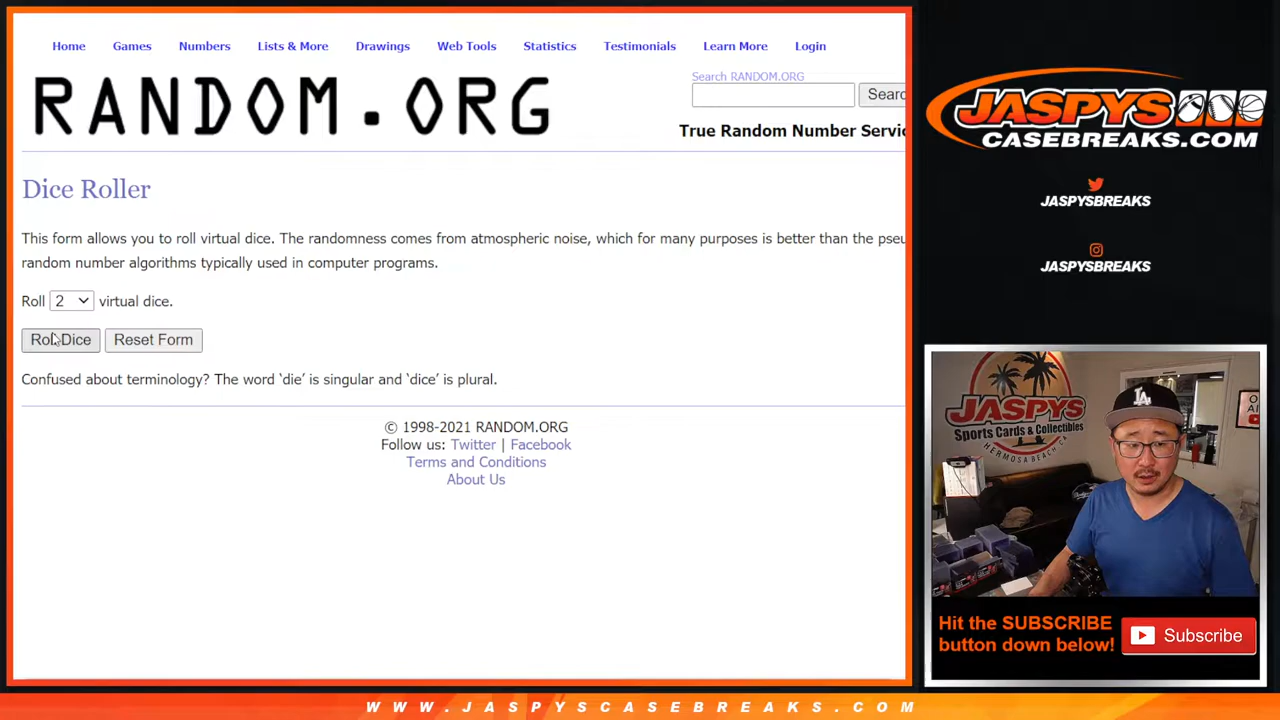 Home Games Numbers Lists & More Drawings Web Tools Statistics Testimonials Learn More Login
RANDOM.ORG
Search RANDOM.ORG
Searc
True Random Number Servic
Dice Roller
This form allows you to roll virtual dice. The randomness comes from atmospheric noise, which for many purposes is better than the pseu
random number algorithms typically used in computer programs.
Roll 2 virtual dice.
Roll Dice Reset Form
Confused about terminology? The word ‘die’ is singular and ‘dice’ is plural.
© 1998-2021 RANDOM.ORG
Follow us: Twitter | Facebook
Terms and Conditions
About Us
JASPYS
CASEBREAKS.COM
JASPYSBREAKS
JASPYSBREAKS
JASPYS
Sports Cards & Collectibles
HERMOSA BEACH CA
LA
Hit the SUBSCRIBE
button down below!
Subscribe
WWW.JASPYSCASEBREAKS.COM